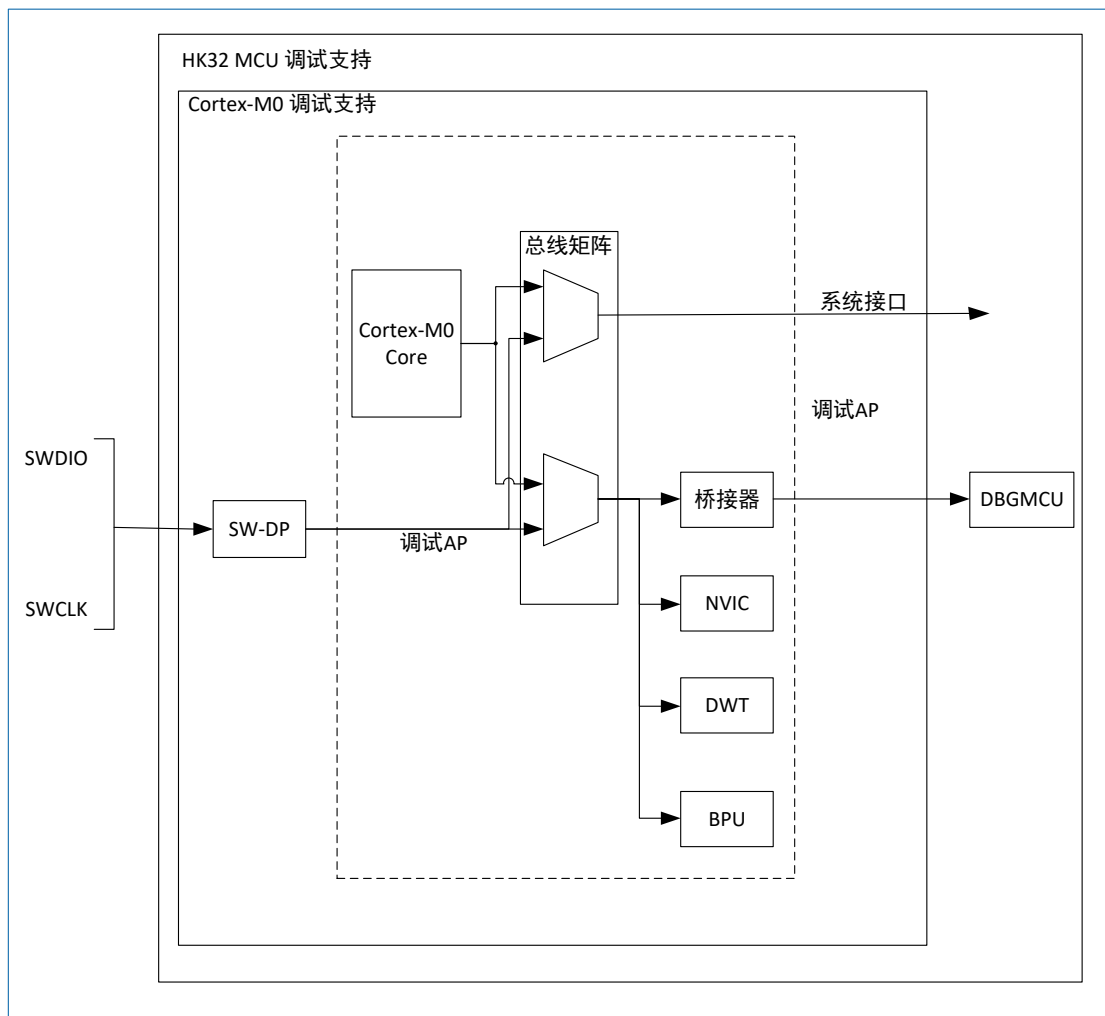 HK32 MCU 调试支持
Cortex-M0 调试支持
总线矩阵
Cortex-M0
Core
系统接口
调试AP
SWDIO
SWCLK
SW-DP
调试AP
桥接器
DBGMCU
NVIC
DWT
BPU